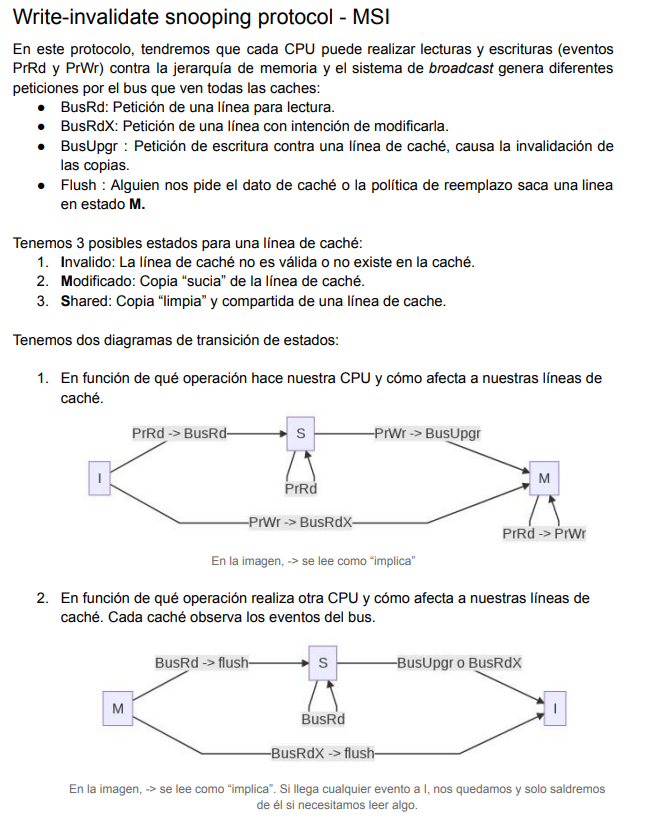 Write-invalidate snooping protocol - MSI
En este protocolo, tendremos que cada CPU puede realizar lecturas y escrituras (eventos
PrRd y PrWr) contra la jerarquía de memoria y el sistema de broadcast genera diferentes
peticiones por el bus que ven todas las caches:
● BusRd: Petición de una línea para lectura.
● BusRdX: Petición de una línea con intención de modificarla.
● BusUpgr : Petición de escritura contra una línea de caché, causa la invalidación de
las copias.
● Flush : Alguien nos pide el dato de caché o la política de reemplazo saca una linea
en estado M.
Tenemos 3 posibles estados para una línea de caché:
1. Invalido: La línea de caché no es válida o no existe en la caché.
2. Modificado: Copia “sucia” de la línea de caché.
3. Shared: Copia “limpia” y compartida de una línea de cache.
Tenemos dos diagramas de transición de estados:
1. En función de qué operación hace nuestra CPU y cómo afecta a nuestras líneas de
caché.
PrRd -> BusRd
S
PrWr -> BusUpgr
I
PrRd
M
PrWr -> BusRdX
PrRd -> PrWr
En la imagen, -> se lee como “implica”
2. En función de qué operación realiza otra CPU y cómo afecta a nuestras líneas de
caché. Cada caché observa los eventos del bus.
BusRd -> flush
S
BusUpgr o BusRdX
M
BusRd
I
BusRdX -> flush
En la imagen, -> se lee como “implica”. Si llega cualquier evento a I, nos quedamos y solo saldremos
de él si necesitamos leer algo.